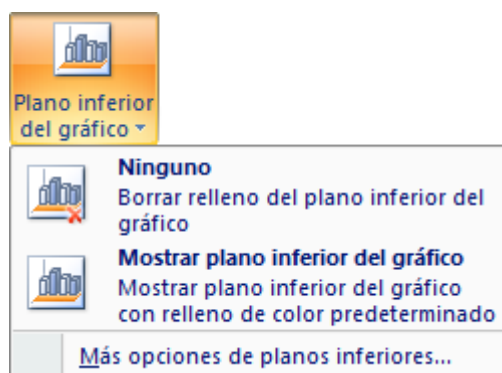 Plano inferior
del gráfico
Ninguno
Borrar relleno del plano inferior del
gráfico
Mostrar plano inferior del gráfico
Mostrar plano inferior del gráfico
con relleno de color predeterminado
Más opciones de planos inferiores...